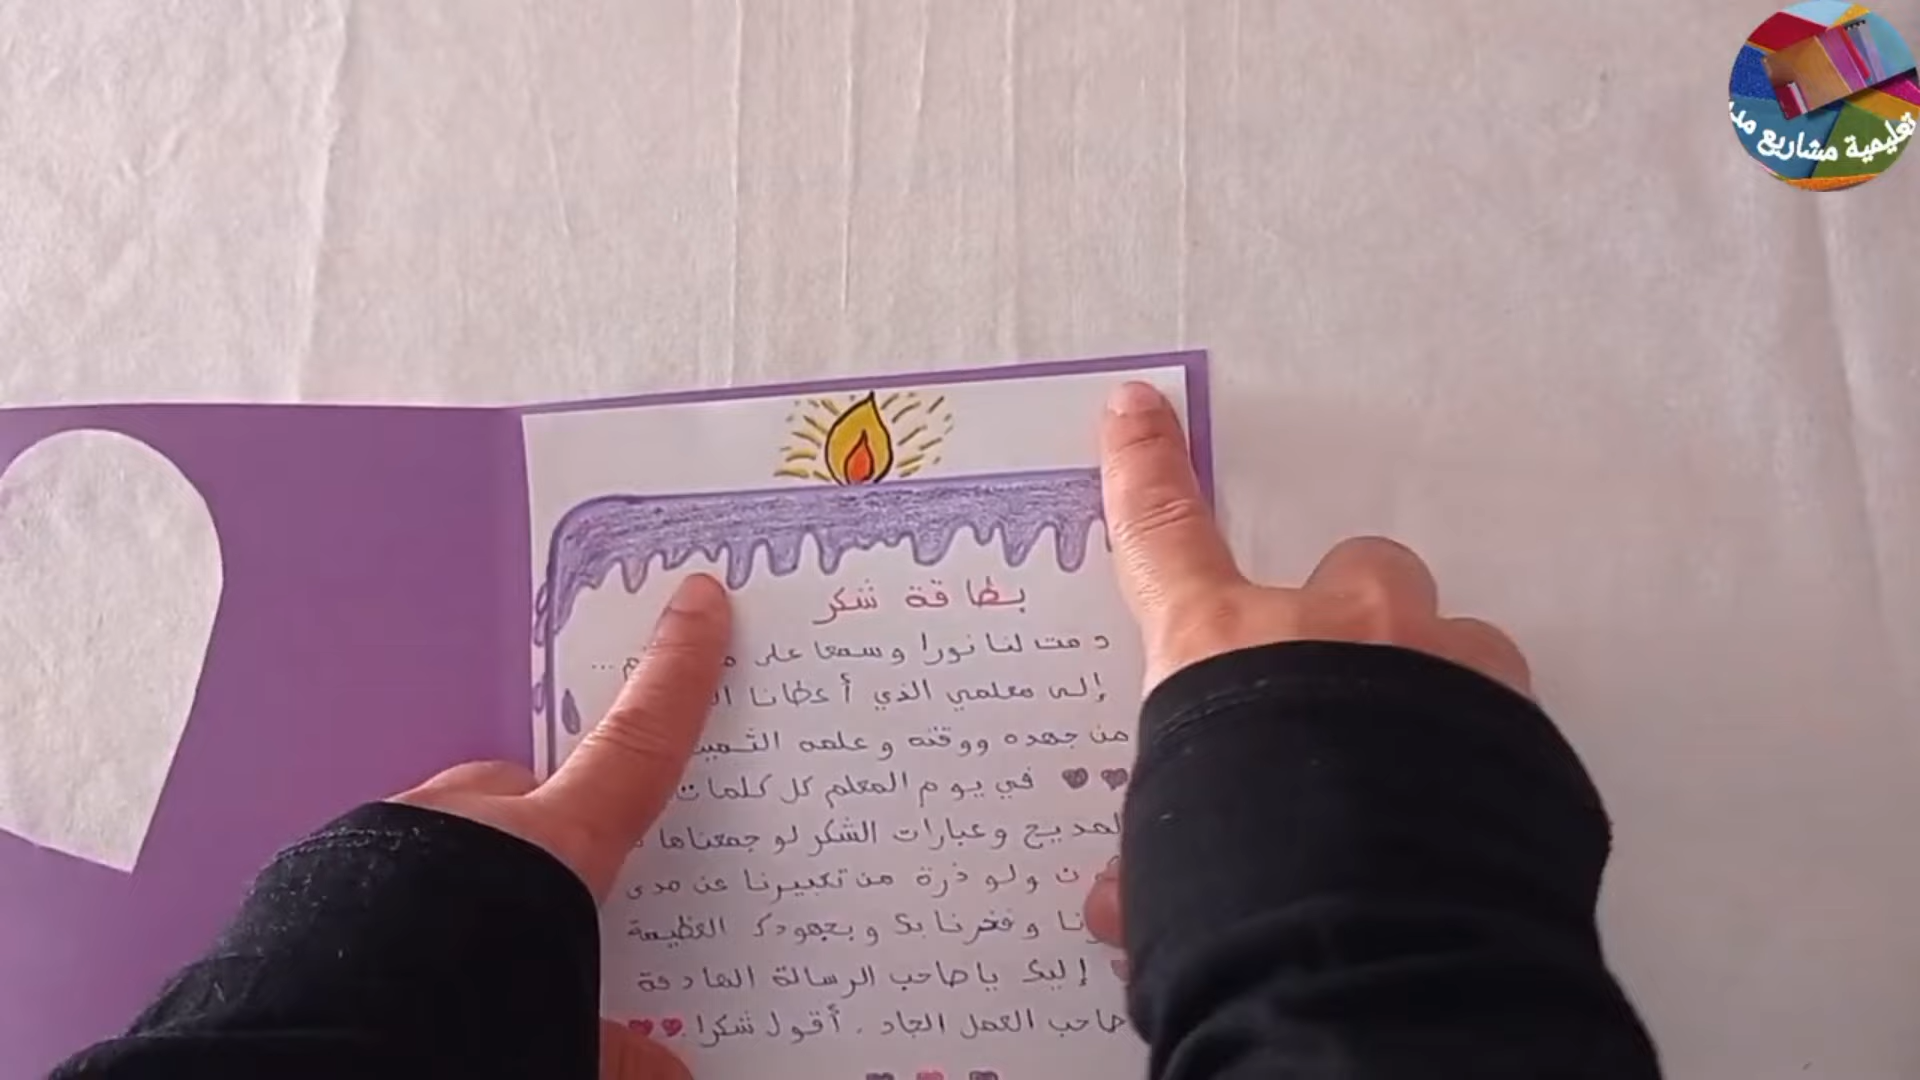 تعليمية مشاريع
بطاقة شكر
دمت لنا نورا وسمعا على ...
إلى معلمي الذي أعطانا
من جهده ووقته وعلمه الثمين
في يوم المعلم كل كلمات
المديح وعبارات الشكر لو جمعناها
ولو ذرة من تعبيرنا عن مدى
وفخرنا بك وبجهودك العظيمة
إليك يا صاحب الرسالة الهادفة
صاحب العمل الجاد . أقول شكرا